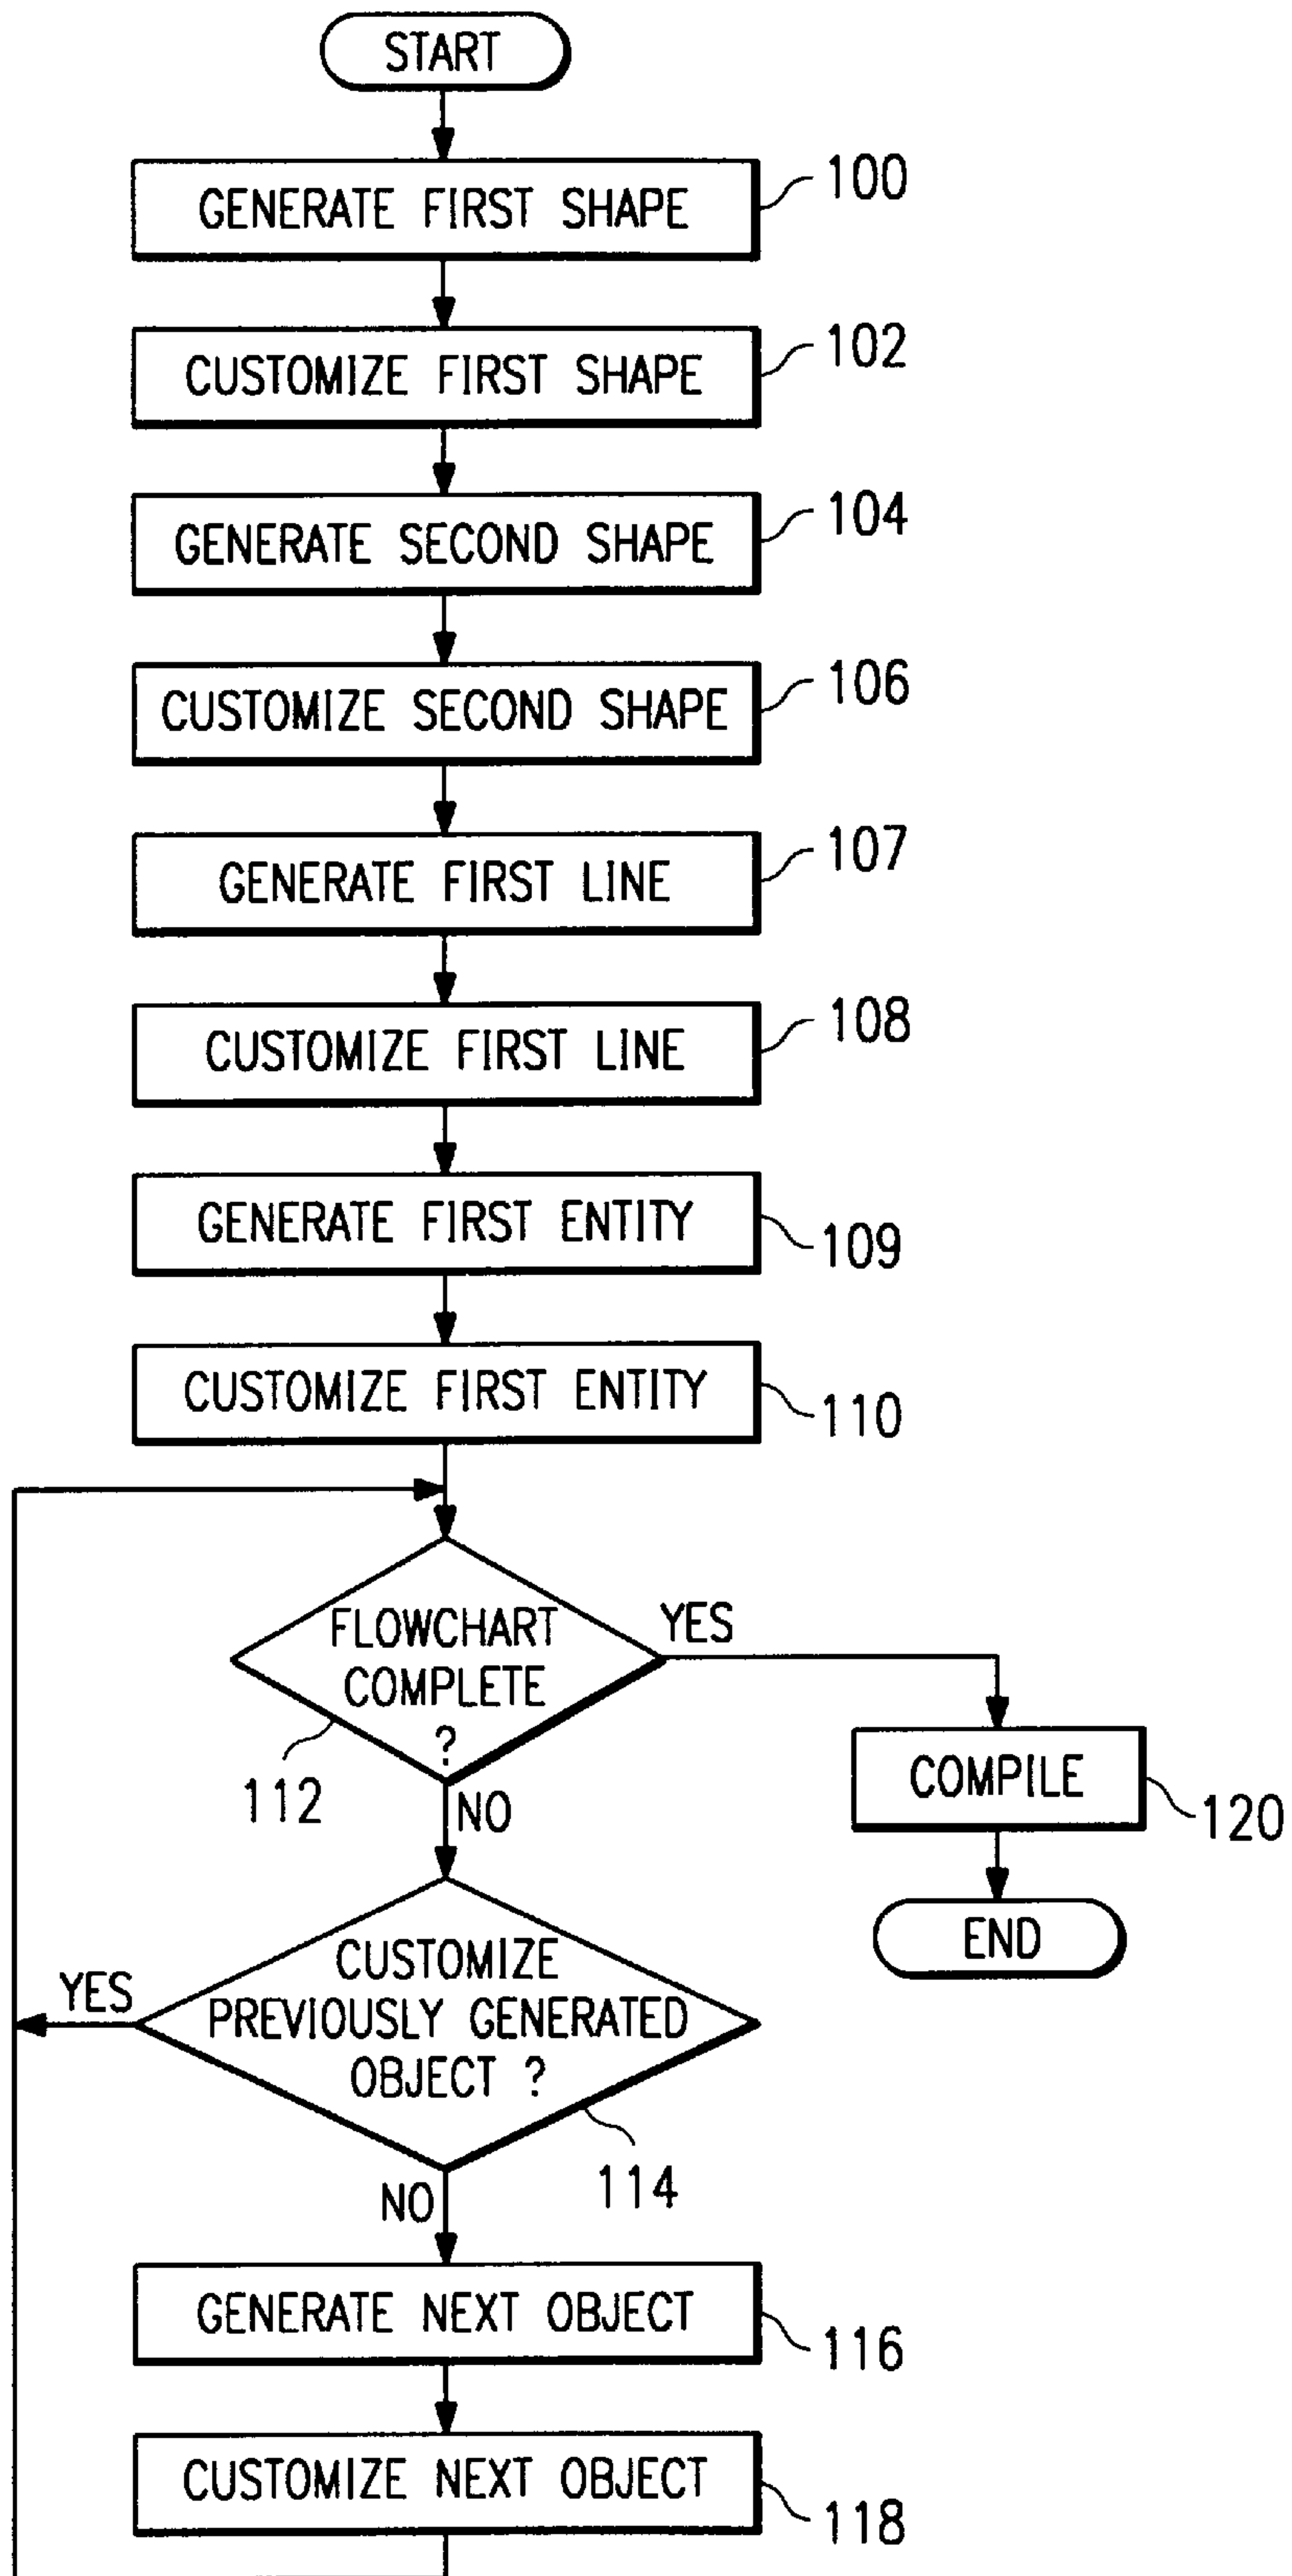 START
GENERATE FIRST SHAPE
100
CUSTOMIZE FIRST SHAPE
102
GENERATE SECOND SHAPE
104
CUSTOMIZE SECOND SHAPE
106
GENERATE FIRST LINE
107
CUSTOMIZE FIRST LINE
108
GENERATE FIRST ENTITY
109
CUSTOMIZE FIRST ENTITY
110
FLOWCHART
COMPLETE
?
112
YES
NO
COMPILE
120
END
CUSTOMIZE
PREVIOUSLY GENERATED
OBJECT ?
114
YES
NO
GENERATE NEXT OBJECT
116
CUSTOMIZE NEXT OBJECT
118